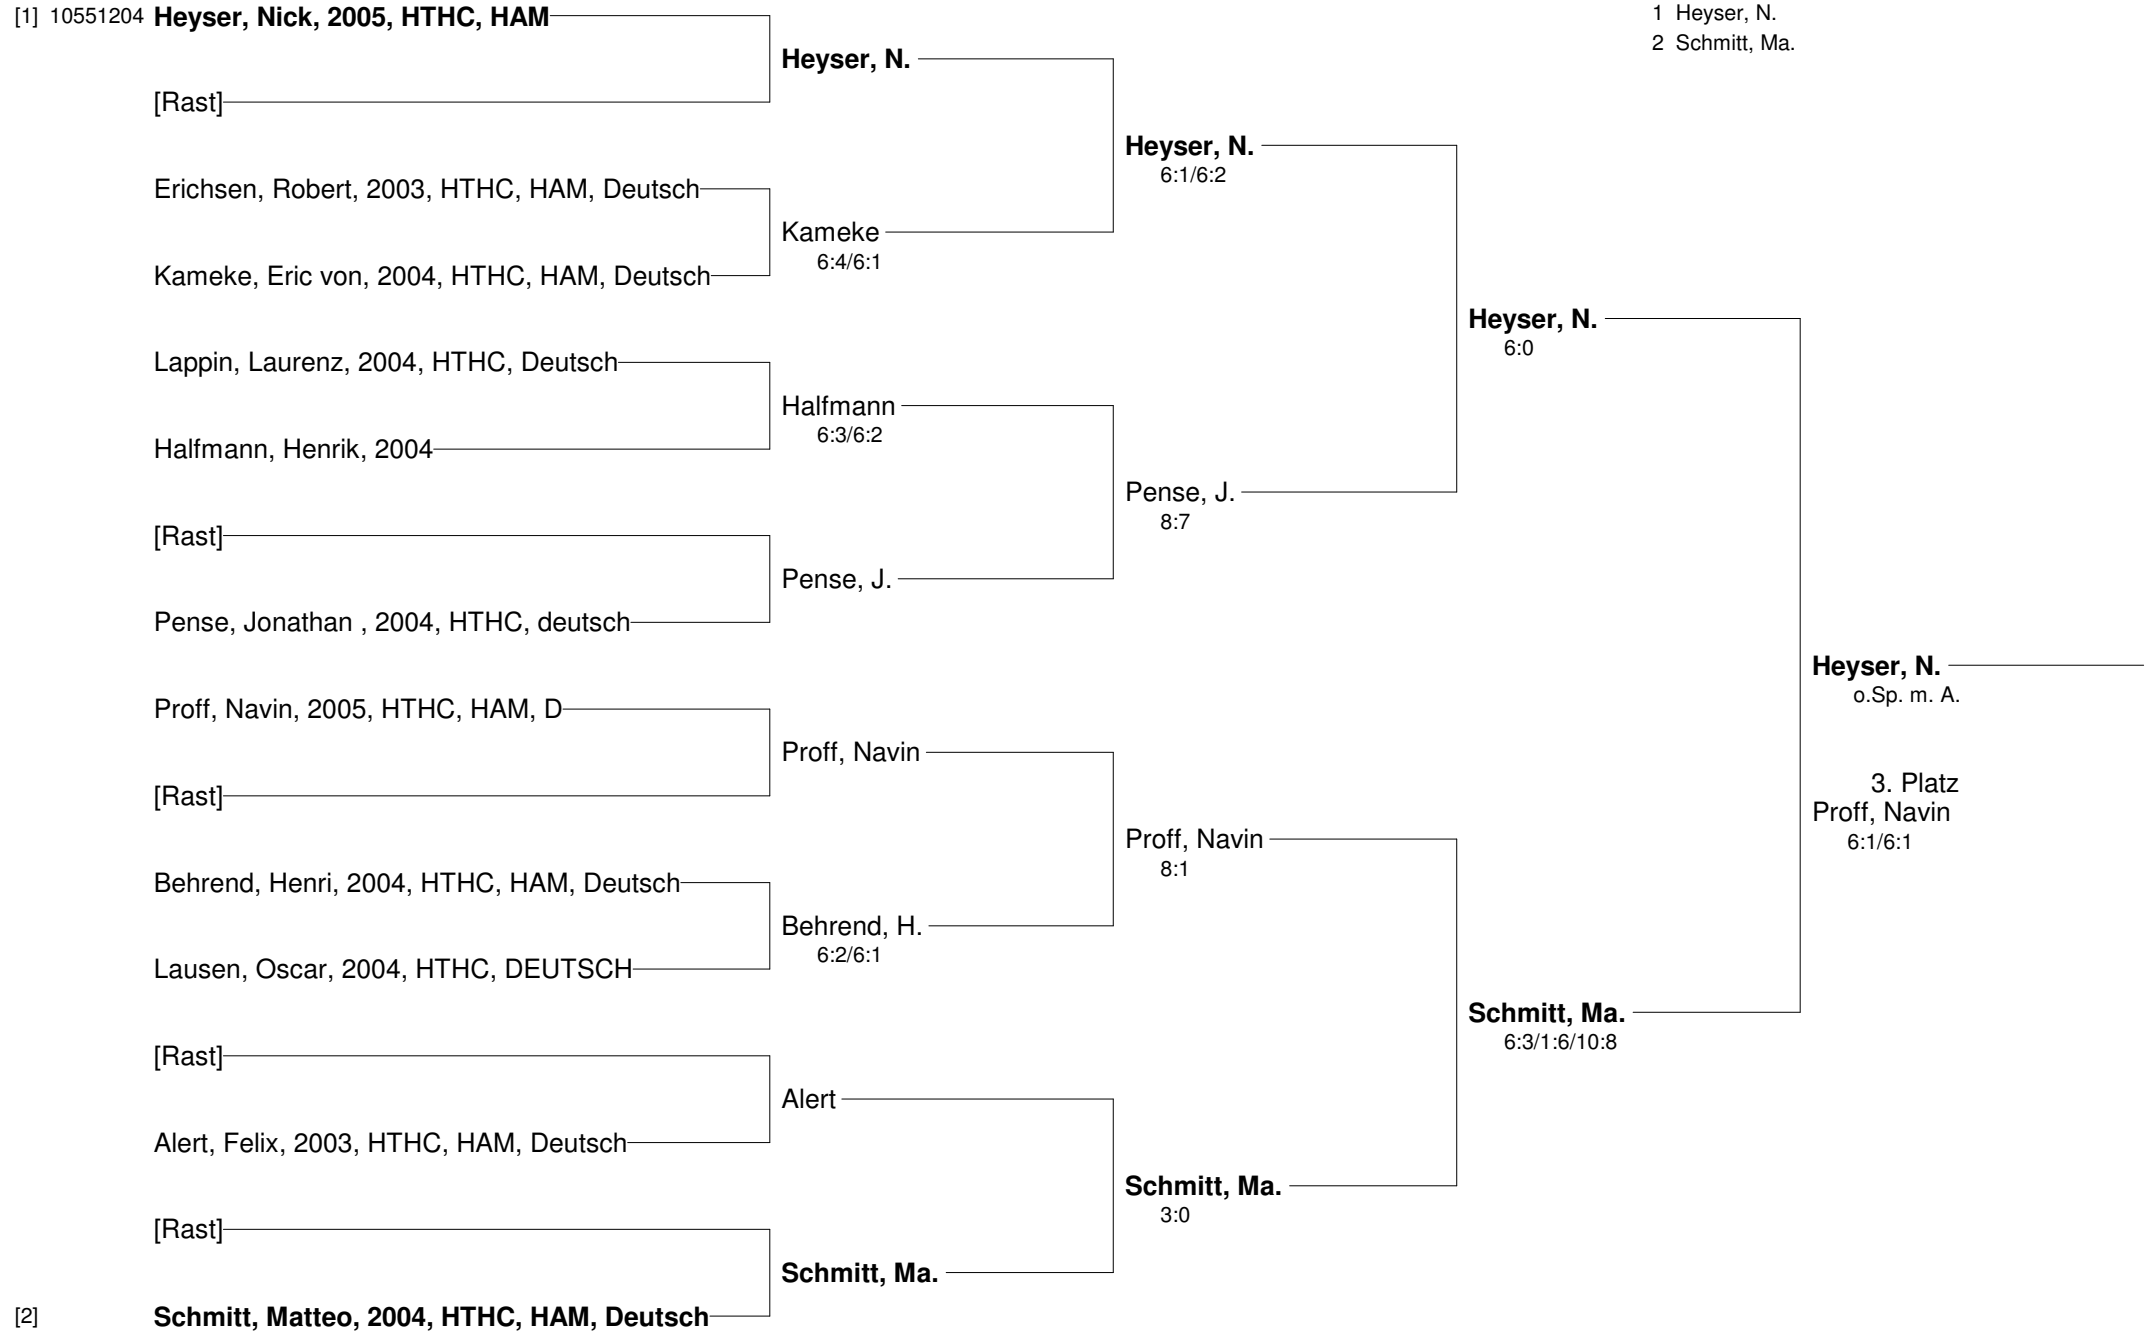 [1] 10551204 Heyser, Nick, 2005, HTHC, HAM
[Rast]
Erichsen, Robert, 2003, HTHC, HAM, Deutsch
Kameke, Eric von, 2004, HTHC, HAM, Deutsch
Lappin, Laurenz, 2004, HTHC, Deutsch
Halfmann, Henrik, 2004
[Rast]
Pense, Jonathan , 2004, HTHC, deutsch
Proff, Navin, 2005, HTHC, HAM, D
[Rast]
Behrend, Henri, 2004, HTHC, HAM, Deutsch
Lausen, Oscar, 2004, HTHC, DEUTSCH
[Rast]
Alert, Felix, 2003, HTHC, HAM, Deutsch
[Rast]
[2] Schmitt, Matteo, 2004, HTHC, HAM, Deutsch
Heyser, N.
Kameke
6:4/6:1
Halfmann
6:3/6:2
Pense, J.
Proff, Navin
Behrend, H.
6:2/6:1
Alert
Schmitt, Ma.
Heyser, N.
6:1/6:2
Pense, J.
8:7
Proff, Navin
8:1
Schmitt, Ma.
3:0
Heyser, N.
6:0
Schmitt, Ma.
6:3/1:6/10:8
1 Heyser, N.
2 Schmitt, Ma.
Heyser, N.
o.Sp. m. A.
3. Platz
Proff, Navin
6:1/6:1